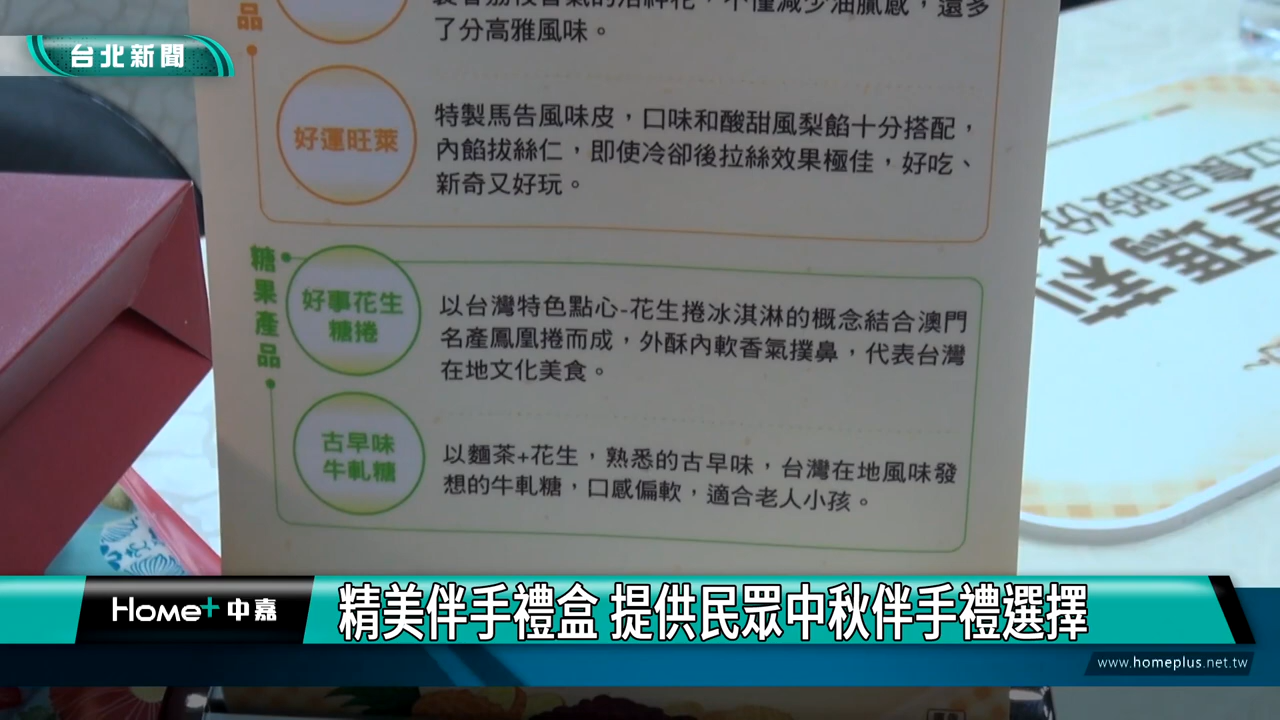 台北新聞
品
了分高雅風味。
好運旺萊
特製馬告風味皮，口味和酸甜風梨餡十分搭配，
內餡拔絲仁，即使冷卻後拉絲效果極佳，好吃、
新奇又好玩。
糖果產品
好事花生
糖捲
以台灣特色點心-花生捲冰淇淋的概念結合澳門
名產鳳凰捲而成，外酥內軟香氣撲鼻，代表台灣
在地文化美食。
古早味
牛軋糖
以麵茶+花生，熟悉的古早味，台灣在地風味發
想的牛軋糖，口感偏軟，適合老人小孩。
食品股份
里瑪利
Home+中嘉
精美伴手禮盒 提供民眾中秋伴手禮選擇
www.homeplus.net.tw